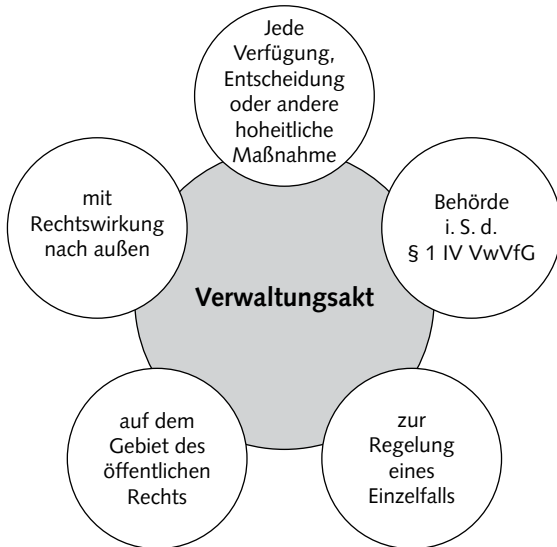 Jede
Verfügung,
Entscheidung
oder andere
hoheitliche
Maßnahme
mit
Rechtswirkung
nach außen
Behörde
i. S. d.
§ 1 IV VwVfG
Verwaltungsakt
auf dem
Gebiet des
öffentlichen
Rechts
zur
Regelung
eines
Einzelfalls